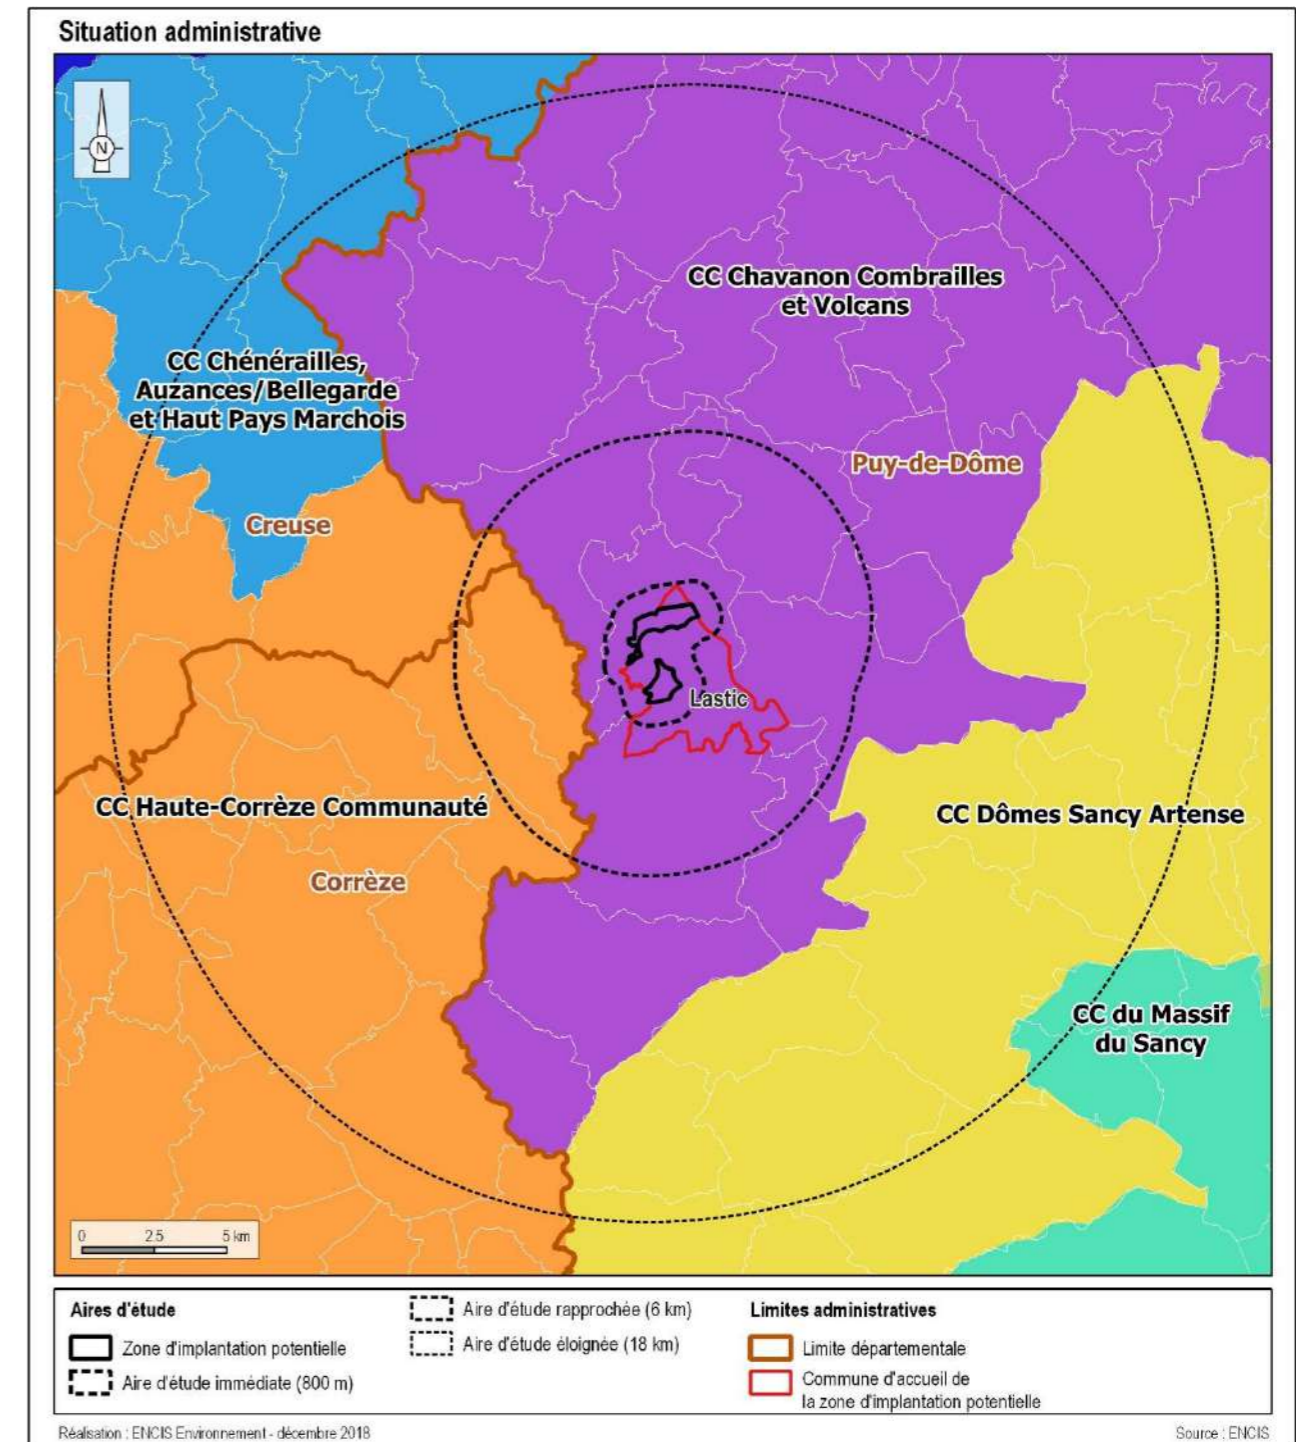 Situation administrative
N
CC Chavanon Combrailles
et Volcans
CC Chénérailles,
Auzances/Bellegarde
et Haut Pays Marchois
Puy-de-Dôme
Creuse
Lastic
CC Haute-Corrèze Communauté
CC Dômes Sancy Artense
Corrèze
CC du Massif
du Sancy
0 2.5 5 km
Aires d'étude
Zone d'implantation potentielle
Aire d'étude immédiate (800 m)
Aire d'étude rapprochée (6 km)
Aire d'étude éloignée (18 km)
Limites administratives
Limite départementale
Commune d'accueil de
la zone d'implantation potentielle
Réalisation : ENCIS Environnement - décembre 2018
Source : ENCIS